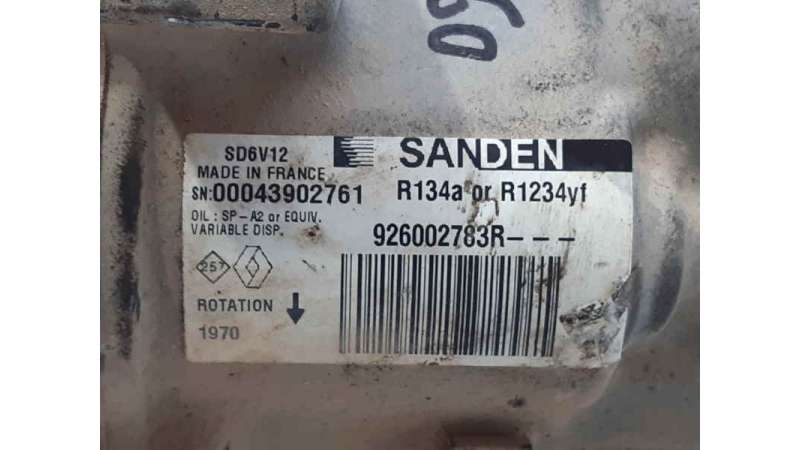 SD6V12
SANDEN
MADE IN FRANCE
SN:00043902761
R134a or R1234yf
OIL : SP-A2 or EQUIV.
VARIABLE DISP.
926002783R---
257
ROTATION ↓
1970